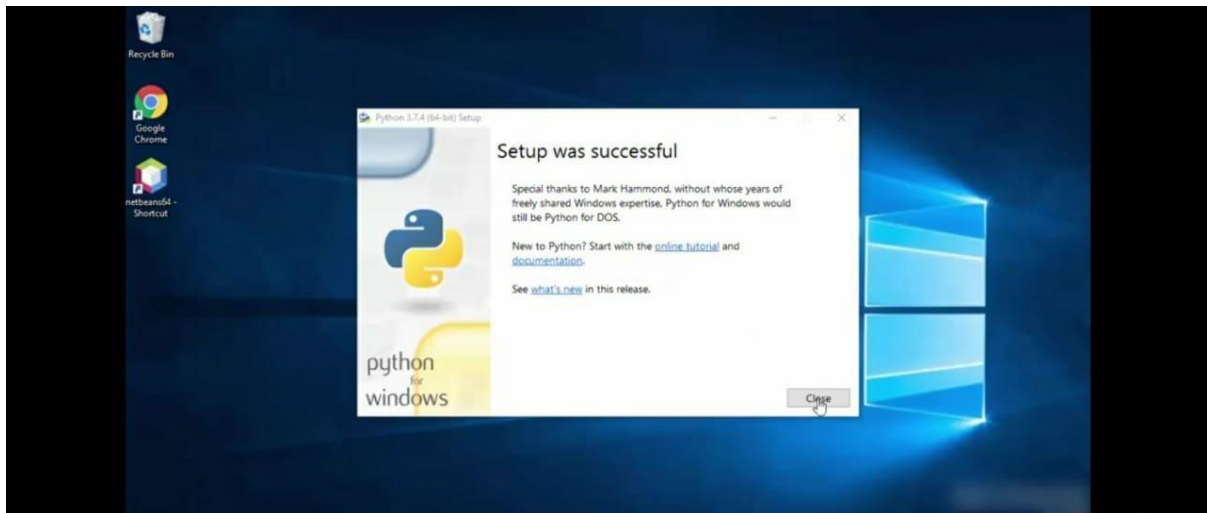 Recycle Bin
Google
Chrome
netbeans64 -
Shortcut
Python 3.7.4 (64-bit) Setup
Setup was successful
Special thanks to Mark Hammond, without whose years of
freely shared Windows expertise, Python for Windows would
still be Python for DOS.
New to Python? Start with the online tutorial and
documentation.
See what's new in this release.
python
for
windows
Close